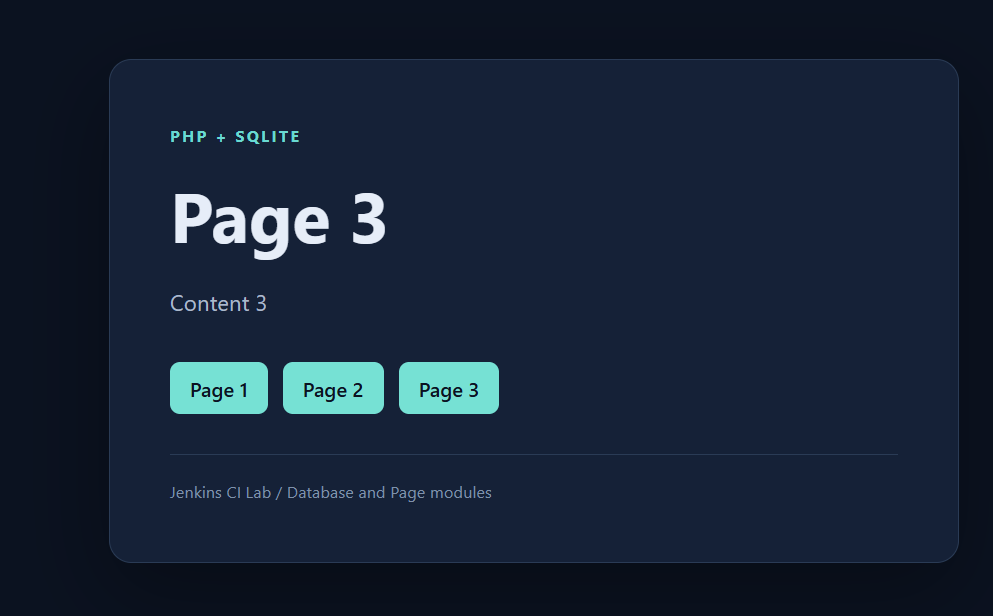 PHP + SQLITE
Page 3
Content 3
Page 1 Page 2 Page 3
Jenkins CI Lab / Database and Page modules